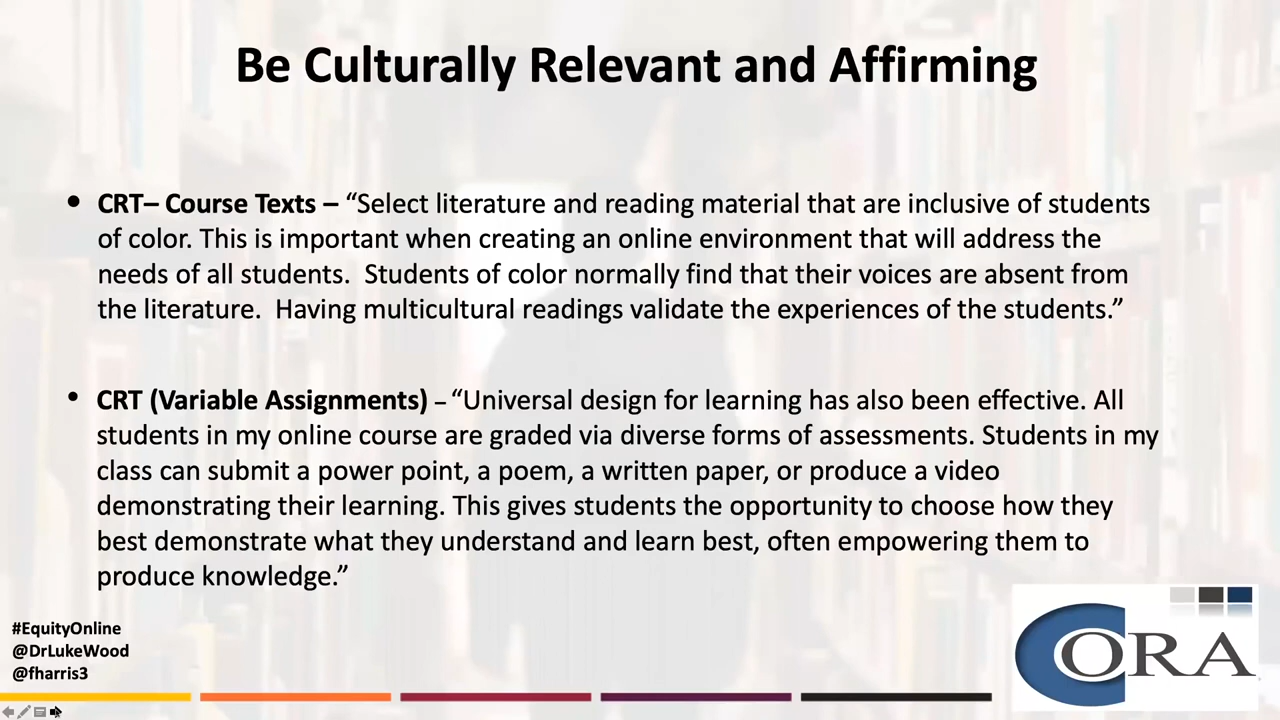 Be Culturally Relevant and Affirming
• CRT– Course Texts – “Select literature and reading material that are inclusive of students
of color. This is important when creating an online environment that will address the
needs of all students.  Students of color normally find that their voices are absent from
the literature.  Having multicultural readings validate the experiences of the students.”
• CRT (Variable Assignments) – “Universal design for learning has also been effective. All
students in my online course are graded via diverse forms of assessments. Students in my
class can submit a power point, a poem, a written paper, or produce a video
demonstrating their learning. This gives students the opportunity to choose how they
best demonstrate what they understand and learn best, often empowering them to
produce knowledge.”
#EquityOnline
@DrLukeWood
@fharris3
CORA